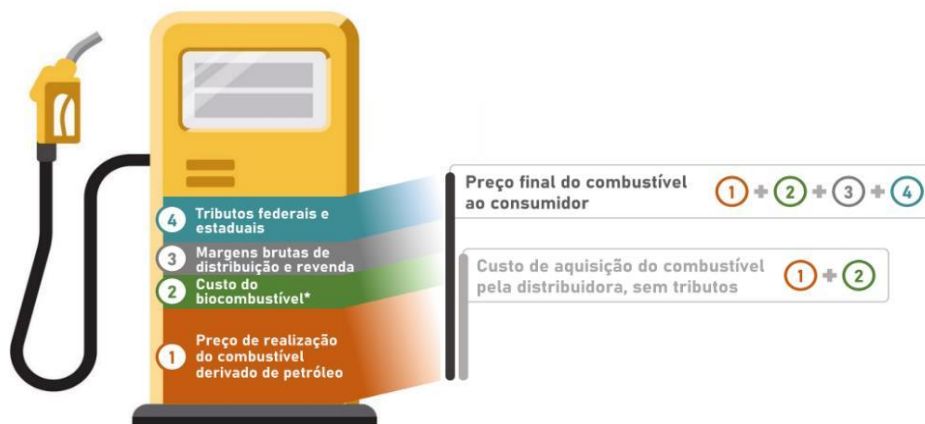 4
Tributos federais e
estaduais
3
Margens brutas de
distribuição e revenda
2
Custo do
biocombustível*
1
Preço de realização
do combustível
derivado de petróleo
Preço final do combustível
ao consumidor
1 + 2 + 3 + 4
Custo de aquisição do combustível
pela distribuidora, sem tributos
1 + 2